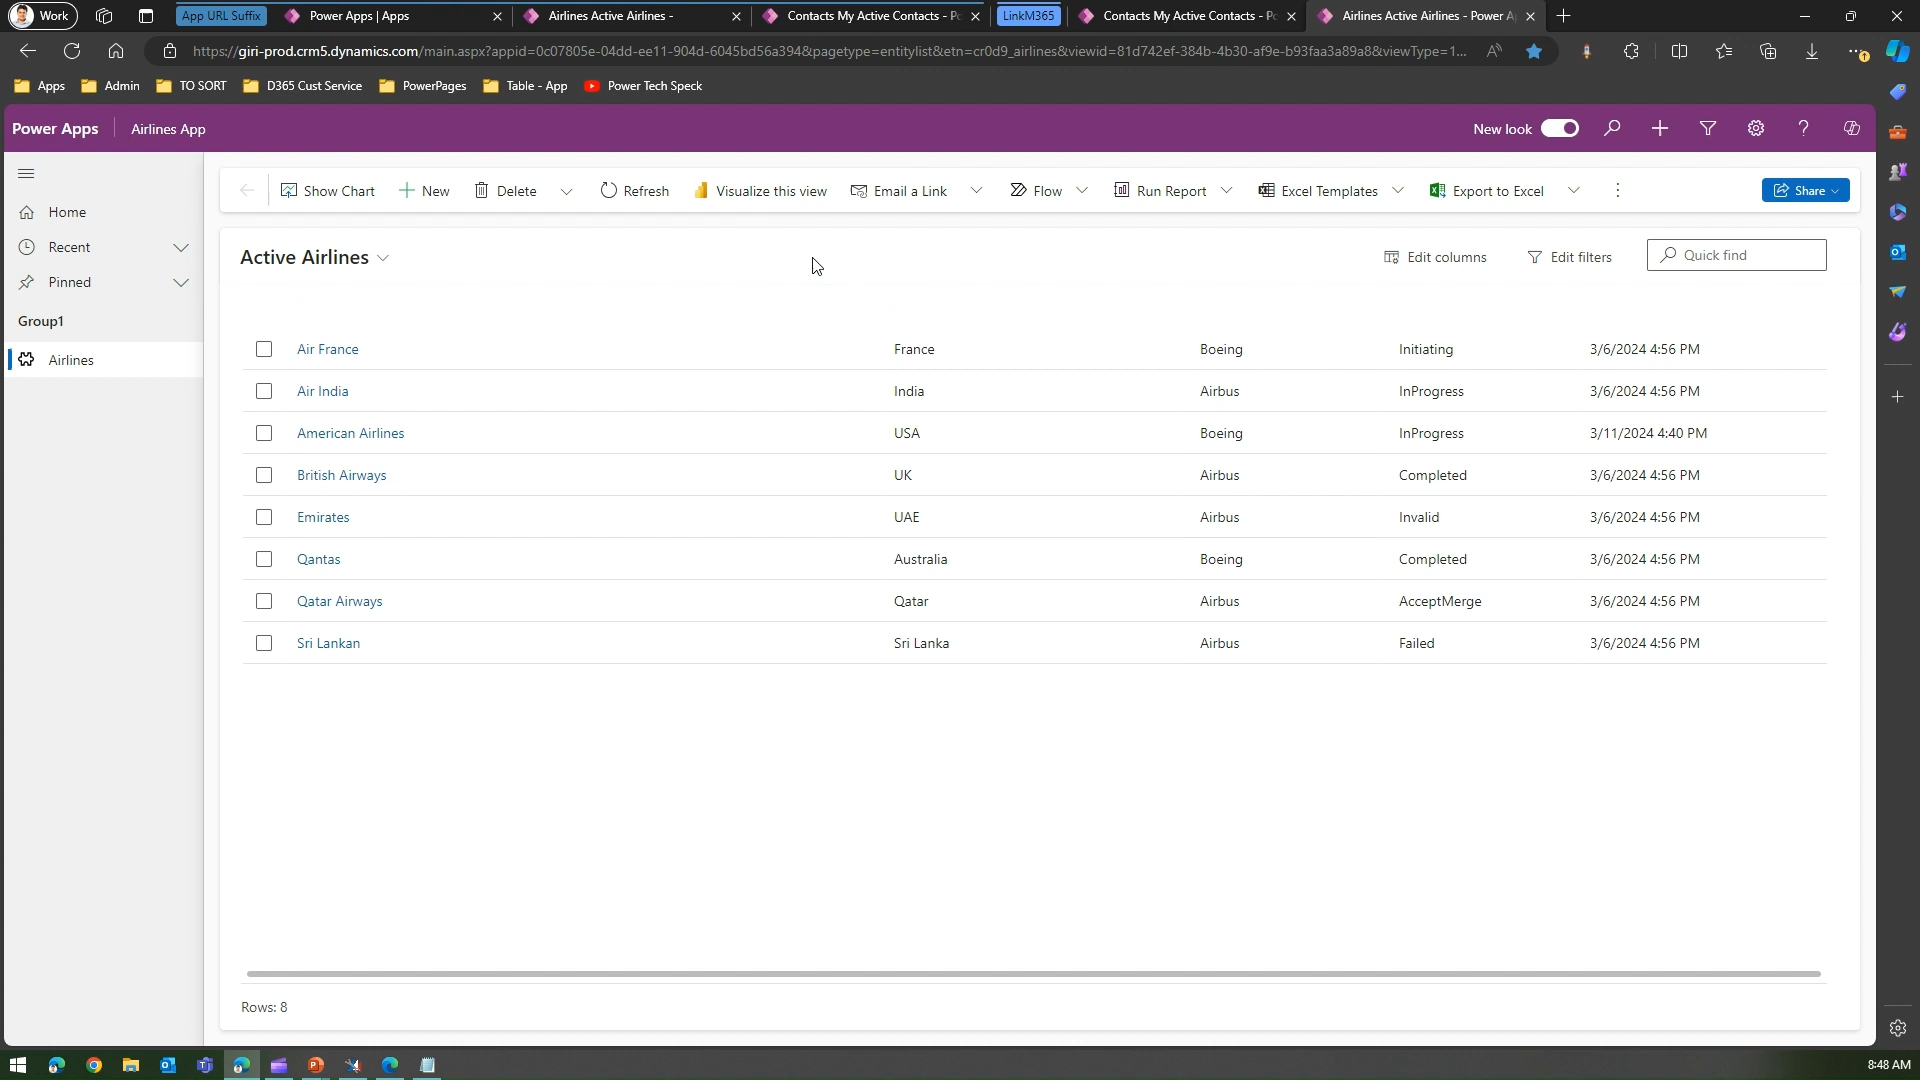 Work
App URL Suffix
Power Apps | Apps
Airlines Active Airlines -
Contacts My Active Contacts - P
LinkM365
Contacts My Active Contacts - Po
Airlines Active Airlines - Power A
https://giri-prod.crm5.dynamics.com/main.aspx?appid=0c07805e-04dd-ee11-904d-6045bd56a394&pagetype=entitylist&etn=cr0d9_airlines&viewid=81d742ef-384b-4b30-af9e-b93faa3a89a8&viewType=1...
Apps
Admin
TO SORT
D365 Cust Service
PowerPages
Table - App
Power Tech Speck
Power Apps
Airlines App
New look
Home
Recent
Pinned
Group1
Airlines
Show Chart
New
Delete
Refresh
Visualize this view
Email a Link
Flow
Run Report
Excel Templates
Export to Excel
Share
Active Airlines
Edit columns
Edit filters
Quick find
Air France France Boeing Initiating 3/6/2024 4:56 PM
Air India India Airbus InProgress 3/6/2024 4:56 PM
American Airlines USA Boeing InProgress 3/11/2024 4:40 PM
British Airways UK Airbus Completed 3/6/2024 4:56 PM
Emirates UAE Airbus Invalid 3/6/2024 4:56 PM
Qantas Australia Boeing Completed 3/6/2024 4:56 PM
Qatar Airways Qatar Airbus AcceptMerge 3/6/2024 4:56 PM
Sri Lankan Sri Lanka Airbus Failed 3/6/2024 4:56 PM
Rows: 8
8:48 AM